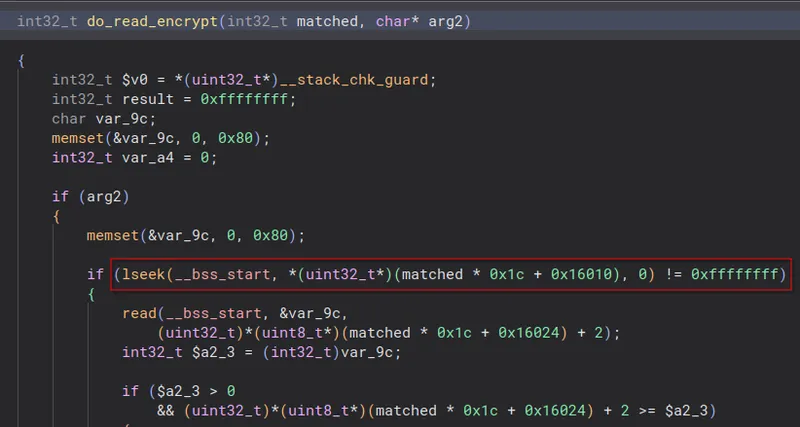 int32_t do_read_encrypt(int32_t matched, char* arg2)
{
int32_t $v0 = *(uint32_t*)__stack_chk_guard;
int32_t result = 0xffffffff;
char var_9c;
memset(&var_9c, 0, 0x80);
int32_t var_a4 = 0;
if (arg2)
{
memset(&var_9c, 0, 0x80);
if (lseek(__bss_start, *(uint32_t*)(matched * 0x1c + 0x16010), 0) != 0xffffffff)
{
read(__bss_start, &var_9c,
(uint32_t)*(uint8_t*)(matched * 0x1c + 0x16024) + 2);
int32_t $a2_3 = (int32_t)var_9c;
if ($a2_3 > 0
&& (uint32_t)*(uint8_t*)(matched * 0x1c + 0x16024) + 2 >= $a2_3)
{